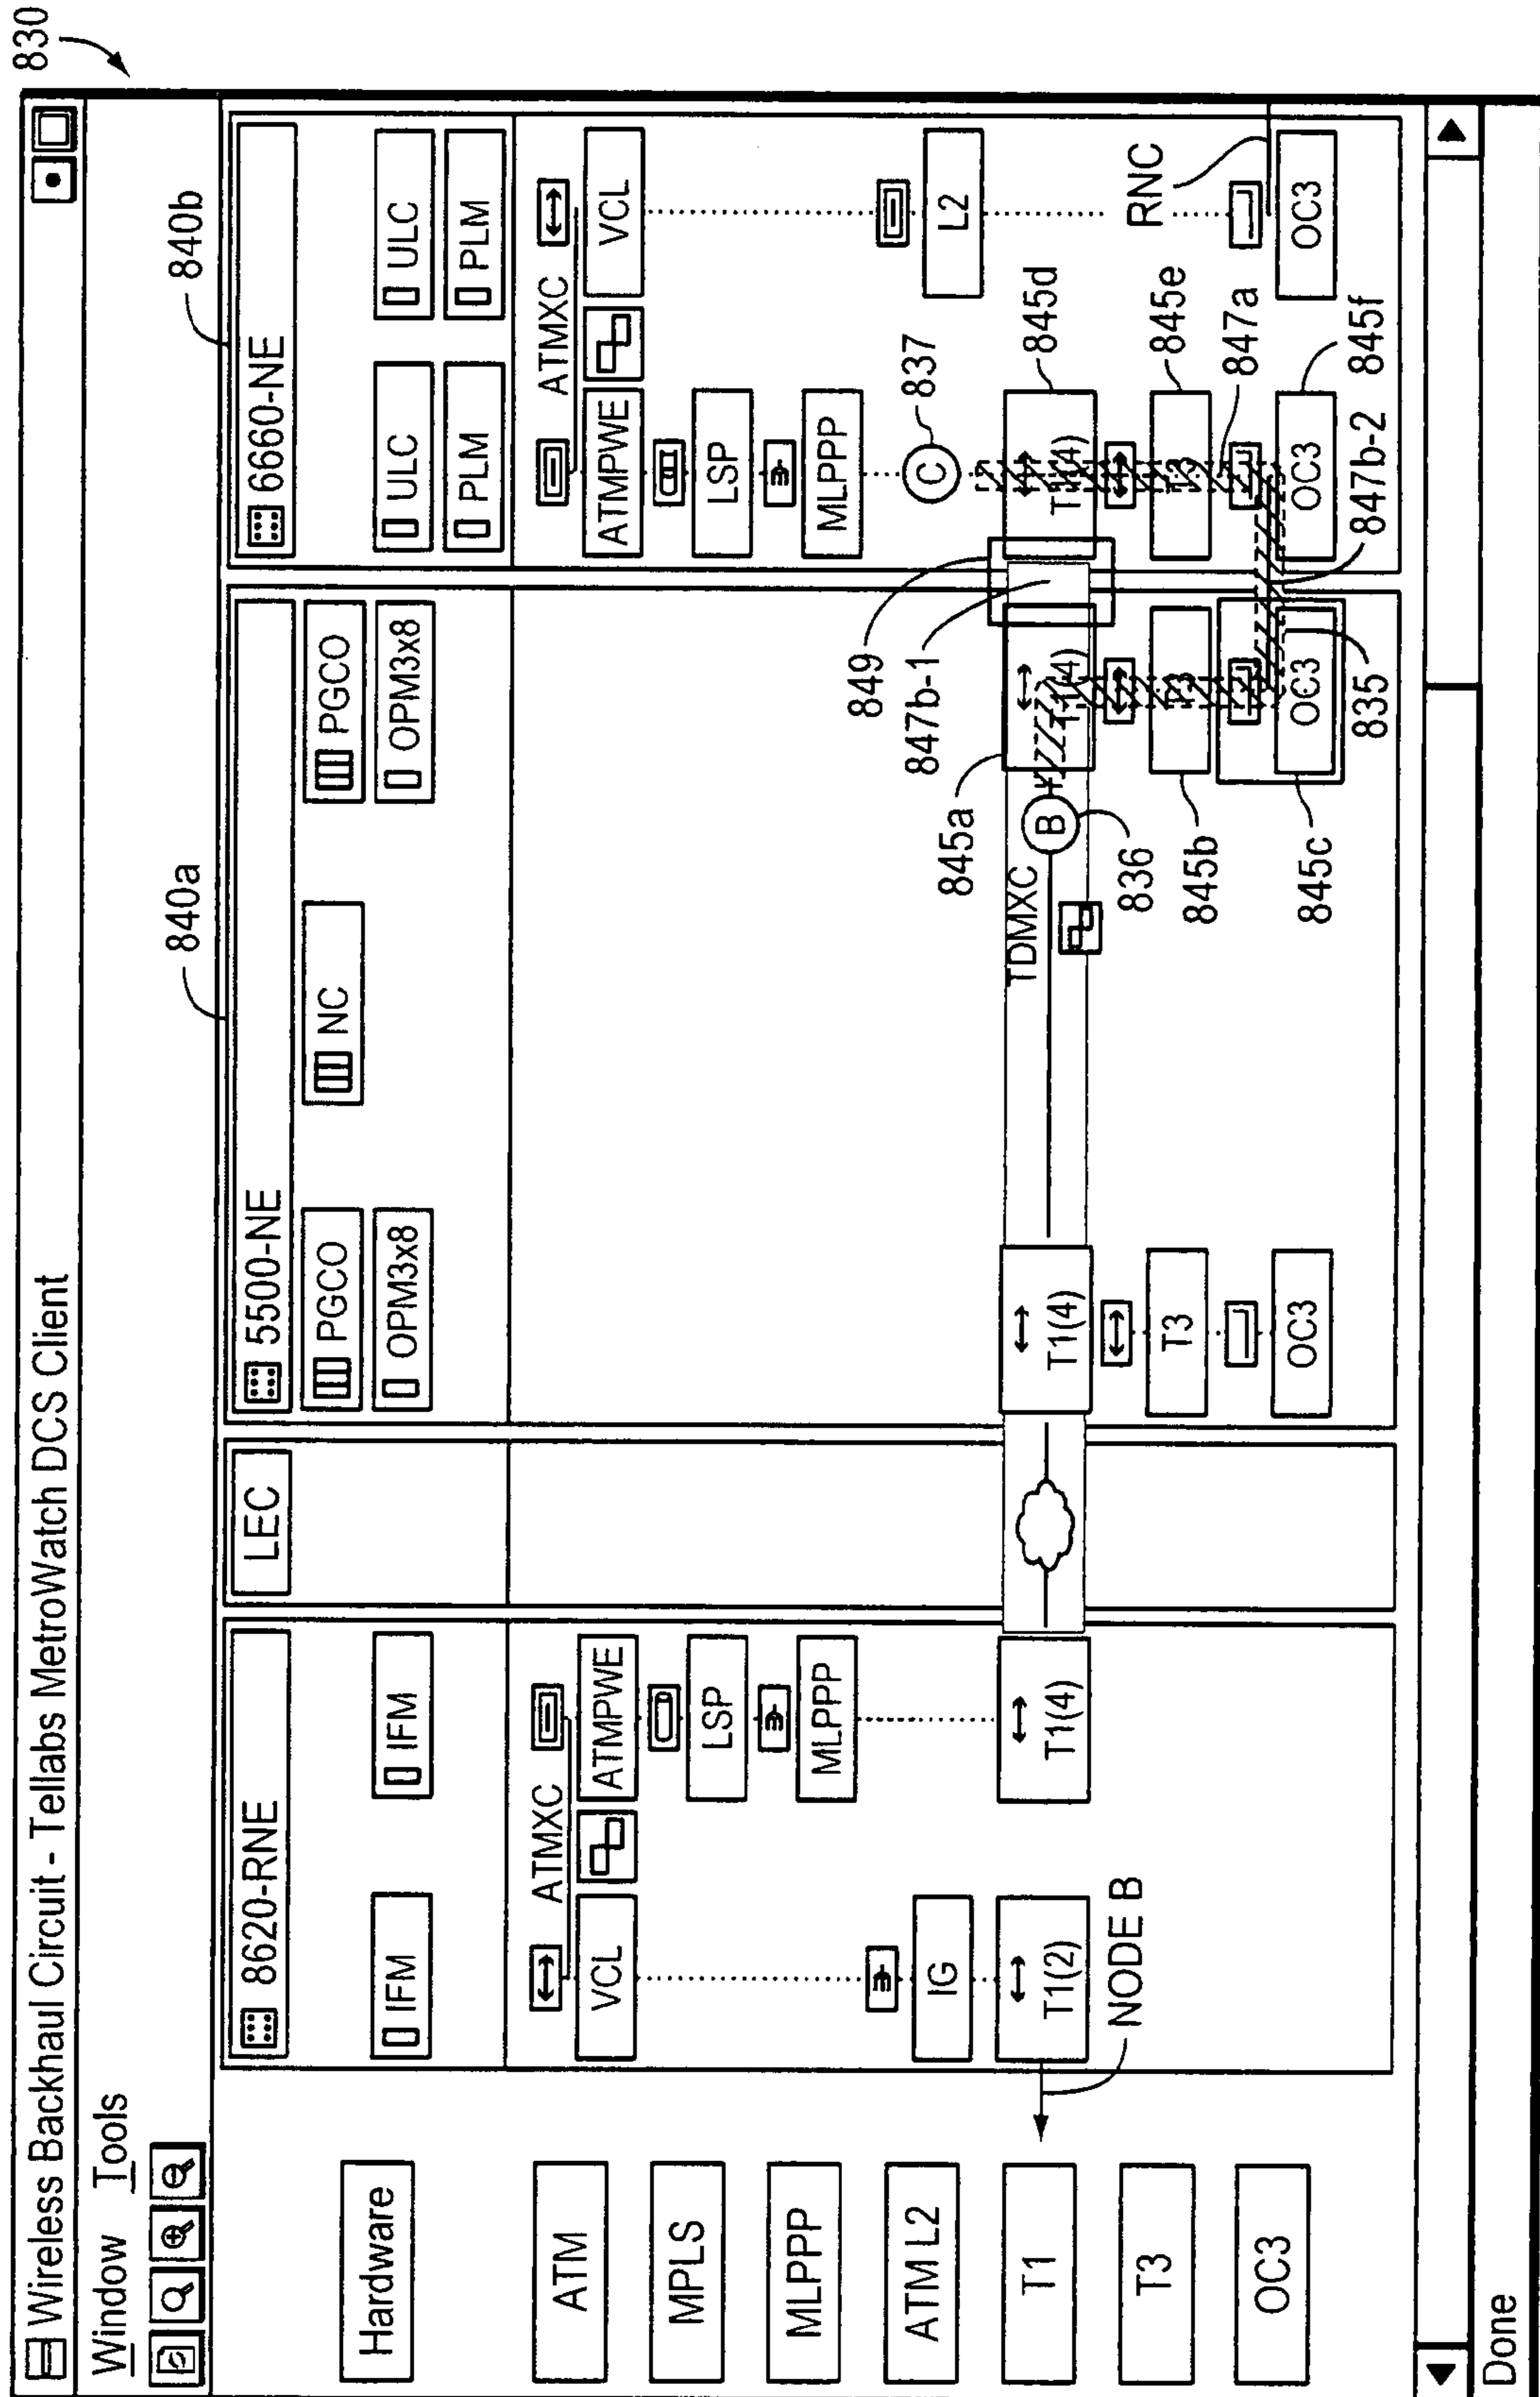 830
Wireless Backhaul Circuit - Tellabs MetroWatch DCS Client
Window Tools
840a
840b
Hardware
ATM
MPLS
MLPPP
ATM L2
T1
T3
OC3
8620-RNE
IFM
IFM
ATMXC
VCL
ATMPWE
LSP
MLPPP
IG
T1(2)
T1(4)
NODE B
LEC
5500-NE
PGCO
NC
PGCO
OPM3x8
OPM3x8
T1(4)
T3
OC3
TDMXC
B
836
845a
T1(4)
845b
T3
845c
OC3
835
849
847b-1
6660-NE
ULC
ULC
PLM
PLM
ATMXC
ATMPWE
VCL
LSP
MLPPP
L2
C
837
T1(4)
845d
T3
845e
847a
RNC
OC3
OC3
845f
847b-2
Done